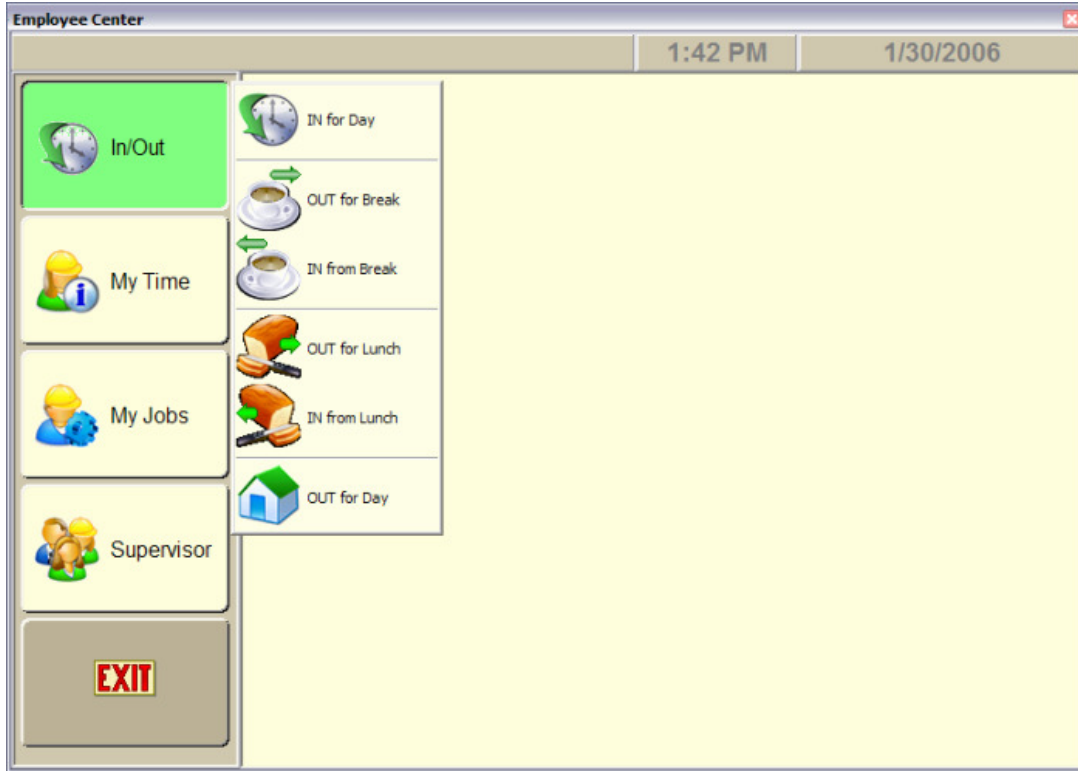 Employee Center
1:42 PM 1/30/2006
In/Out
IN for Day
OUT for Break
IN from Break
OUT for Lunch
IN from Lunch
OUT for Day
My Time
My Jobs
Supervisor
EXIT